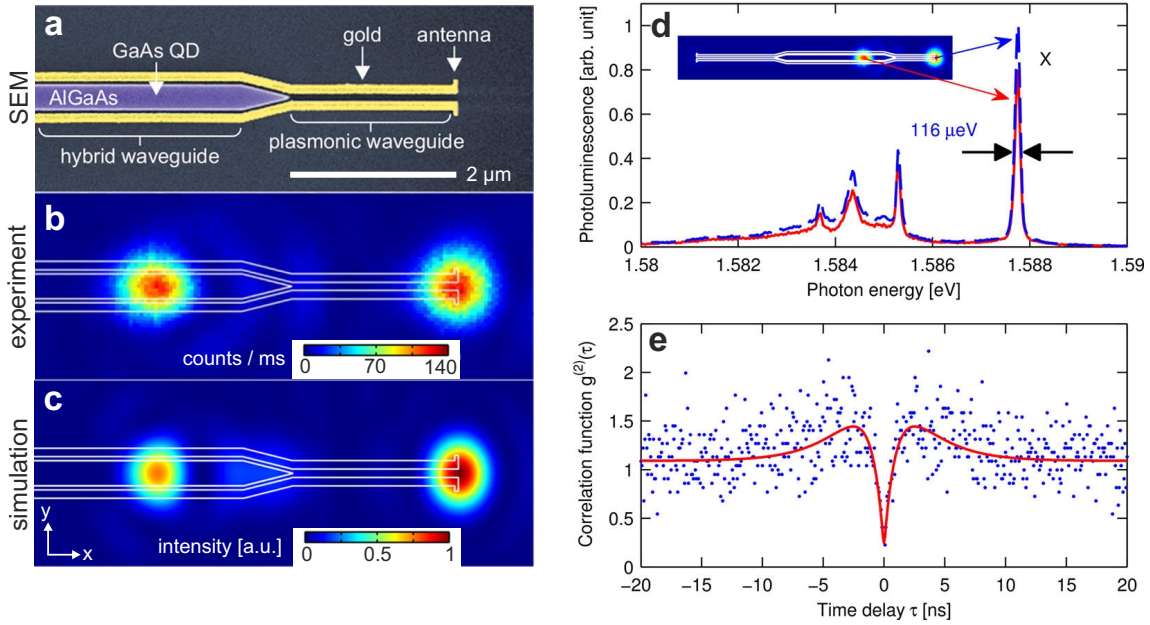 a
SEM
GaAs QD
gold
antenna
AlGaAs
hybrid waveguide
plasmonic waveguide
2 μm
b
experiment
counts / ms
0 70 140
c
simulation
y
x
intensity [a.u.]
0 0.5 1
d
Photoluminescence [arb. unit]
1
0.8
0.6
0.4
0.2
0
X
116 μeV
1.58 1.582 1.584 1.586 1.588 1.59
Photon energy [eV]
e
Correlation function g(2)(τ)
2.5
2
1.5
1
0.5
0
−20 −15 −10 −5 0 5 10 15 20
Time delay τ [ns]